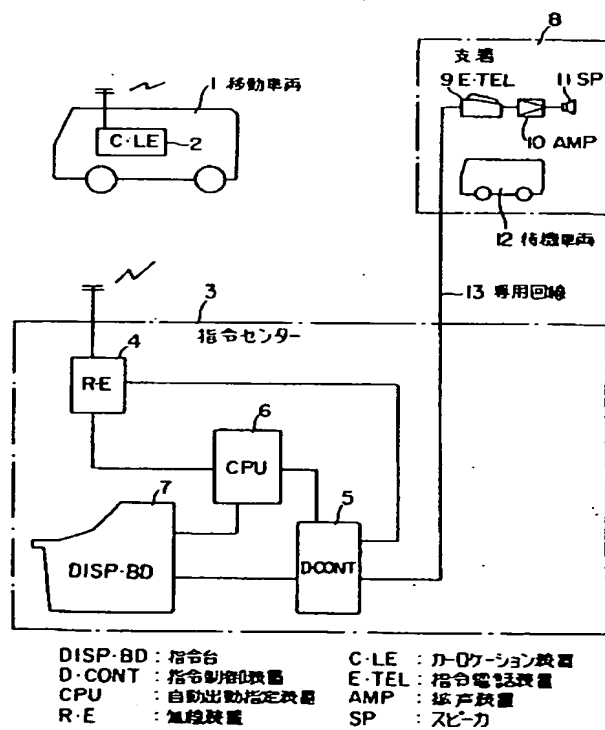 8
支署
9 E·TEL
11 SP
10 AMP
12 待機車両
1 移動車両
C·LE
2
13 専用回線
3
指令センター
4
R·E
6
CPU
7
5
DISP·BD
D·CONT
DISP·BD : 指令台
D·CONT : 指令制御装置
CPU : 自動出動指定装置
R·E : 無線装置
C·LE : カーロケーション装置
E·TEL : 指令電話装置
AMP : 拡声装置
SP : スピーカ